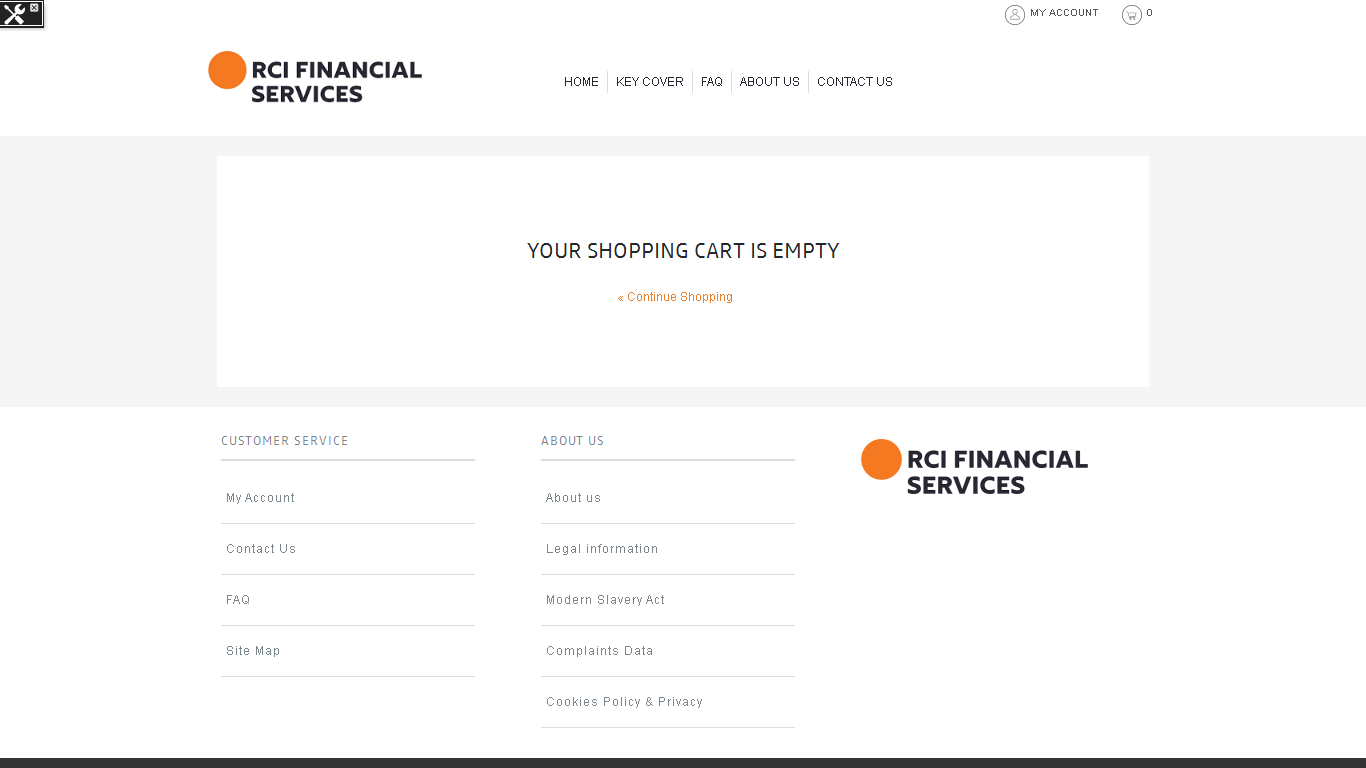 MY ACCOUNT
0
RCI FINANCIAL
SERVICES
HOME
KEY COVER
FAQ
ABOUT US
CONTACT US
YOUR SHOPPING CART IS EMPTY
« Continue Shopping
CUSTOMER SERVICE
My Account
Contact Us
FAQ
Site Map
ABOUT US
About us
Legal information
Modern Slavery Act
Complaints Data
Cookies Policy & Privacy
RCI FINANCIAL
SERVICES